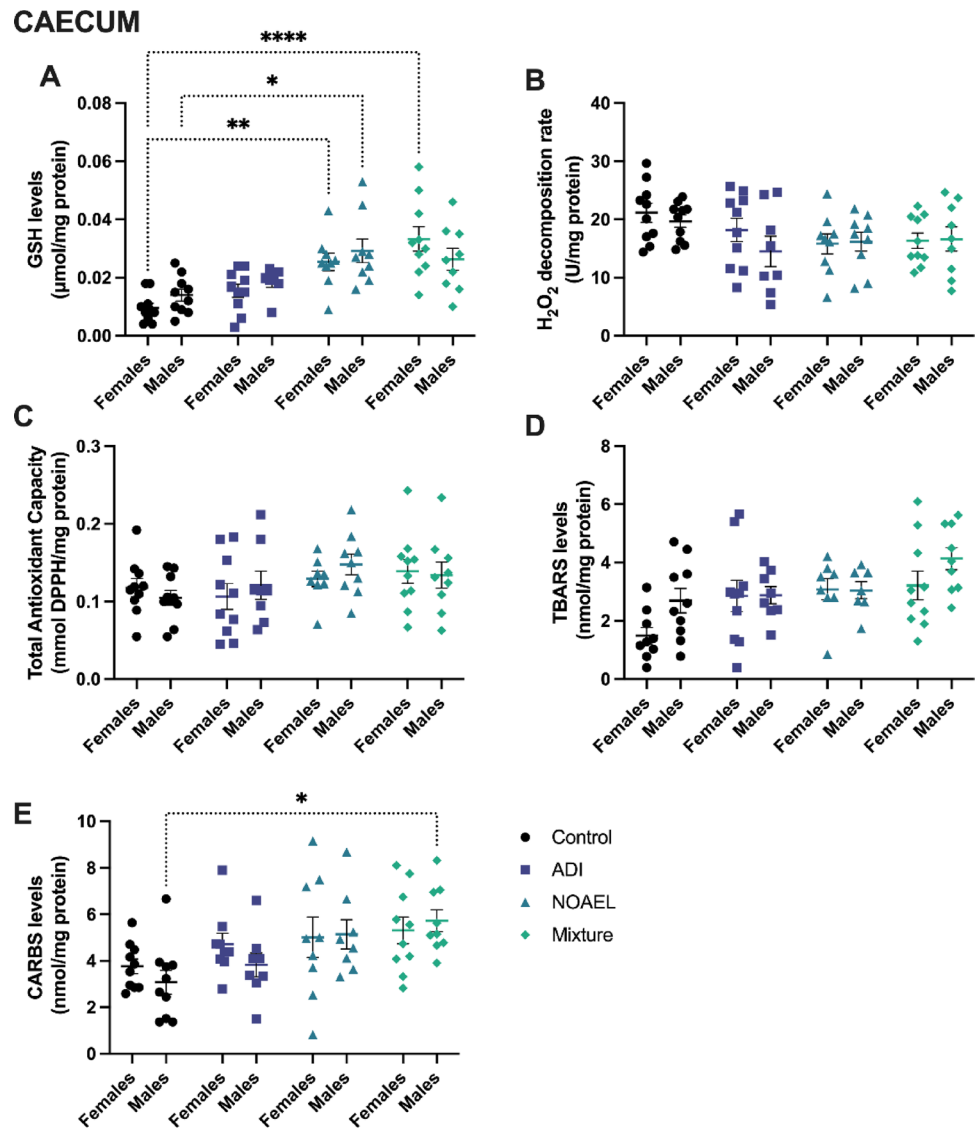 CAECUM
A
****
*
**
GSH levels
(µmol/mg protein)
0.08
0.06
0.04
0.02
0.00
Females
Males
Females
Males
Females
Males
Females
Males
B
H₂O₂ decomposition rate
(U/mg protein)
40
30
20
10
0
Females
Males
Females
Males
Females
Males
Females
Males
C
Total Antioxidant Capacity
(mmol DPPH/mg protein)
0.3
0.2
0.1
0.0
Females
Males
Females
Males
Females
Males
Females
Males
D
TBARS levels
(nmol/mg protein)
8
6
4
2
0
Females
Males
Females
Males
Females
Males
Females
Males
E
*
CARBS levels
(nmol/mg protein)
10
8
6
4
2
0
Females
Males
Females
Males
Females
Males
Females
Males
Control
ADI
NOAEL
Mixture